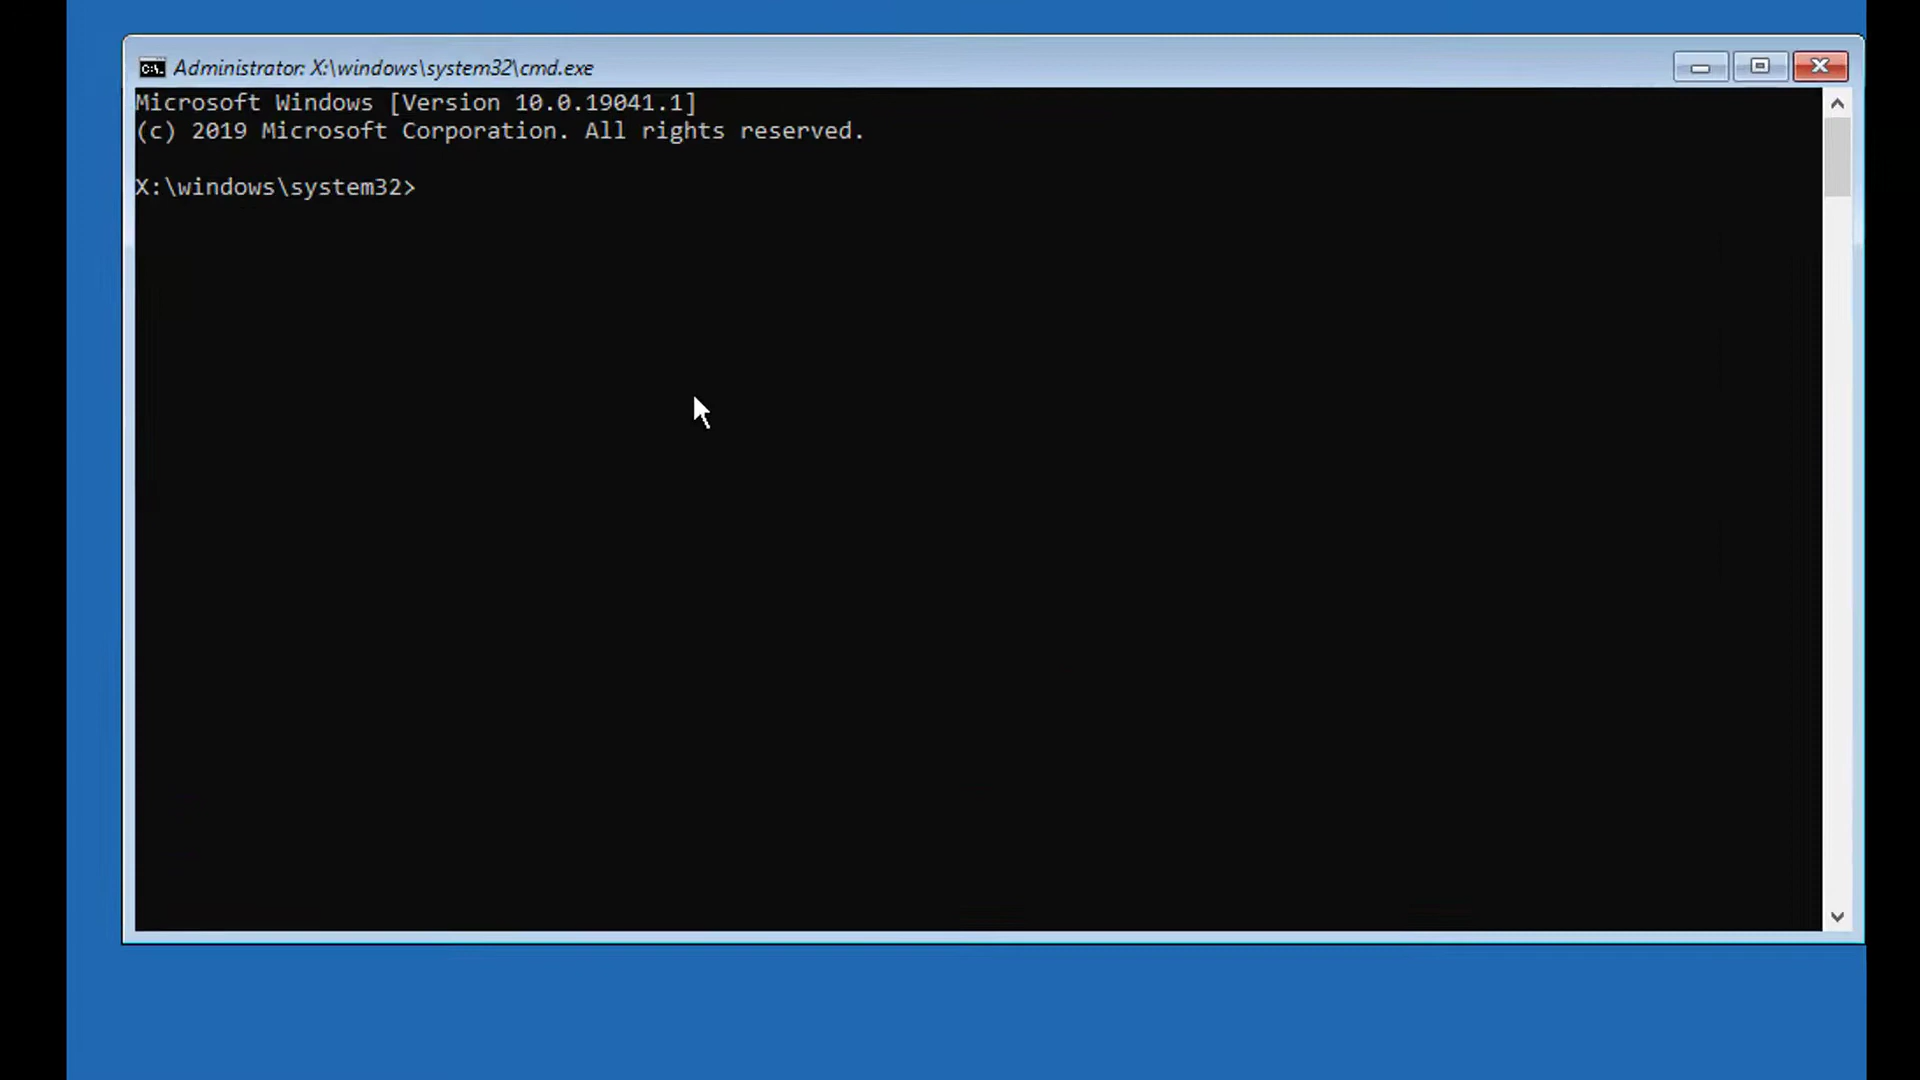 Administrator: X:\windows\system32\cmd.exe
Microsoft Windows [Version 10.0.19041.1]
(c) 2019 Microsoft Corporation. All rights reserved.
X:\windows\system32>